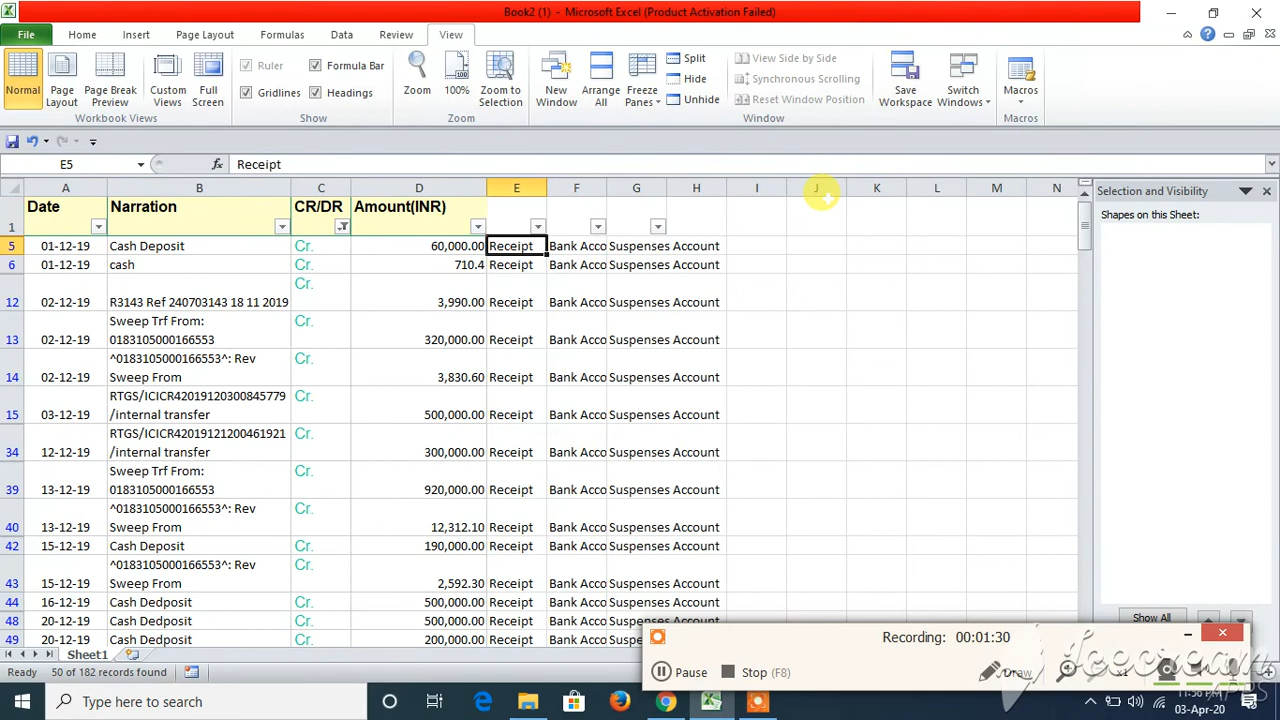 Book2 (1) - Microsoft Excel (Product Activation Failed)
File Home Insert Page Layout Formulas Data Review View
Normal Page Layout Page Break Preview Custom Views Full Screen
Workbook Views
Ruler Formula Bar
Gridlines Headings
Show
Zoom 100% Zoom to Selection
Zoom
New Window Arrange All Freeze Panes
Split
Hide
Unhide
View Side by Side
Synchronous Scrolling
Reset Window Position
Window
Save Workspace Switch Windows
Macros
Macros
E5 fx Receipt
A B C D E F G H I J K L M N
1 Date Narration CR/DR Amount(INR)
5 01-12-19 Cash Deposit Cr. 60,000.00 Receipt Bank Acco Suspenses Account
6 01-12-19 cash Cr. 710.4 Receipt Bank Acco Suspenses Account
12 02-12-19 R3143 Ref 240703143 18 11 2019 Cr. 3,990.00 Receipt Bank Acco Suspenses Account
Sweep Trf From: Cr.
13 02-12-19 0183105000166553 320,000.00 Receipt Bank Acco Suspenses Account
^0183105000166553^: Rev Cr.
14 02-12-19 Sweep From 3,830.60 Receipt Bank Acco Suspenses Account
RTGS/ICICR42019120300845779 Cr.
15 03-12-19 /internal transfer 500,000.00 Receipt Bank Acco Suspenses Account
RTGS/ICICR42019121200461921 Cr.
34 12-12-19 /internal transfer 300,000.00 Receipt Bank Acco Suspenses Account
Sweep Trf From: Cr.
39 13-12-19 0183105000166553 920,000.00 Receipt Bank Acco Suspenses Account
^0183105000166553^: Rev Cr.
40 13-12-19 Sweep From 12,312.10 Receipt Bank Acco Suspenses Account
42 15-12-19 Cash Deposit Cr. 190,000.00 Receipt Bank Acco Suspenses Account
^0183105000166553^: Rev Cr.
43 15-12-19 Sweep From 2,592.30 Receipt Bank Acco Suspenses Account
44 16-12-19 Cash Dedposit Cr. 500,000.00 Receipt Bank Acco Suspenses Account
48 20-12-19 Cash Dedposit Cr. 500,000.00 Receipt Bank Acco Suspenses Account
49 20-12-19 Cash Dedposit Cr. 200,000.00 Receipt Bank Acco
Selection and Visibility
Shapes on this Sheet:
Show All
Sheet1
Ready 50 of 182 records found
Recording: 00:01:30
Pause Stop (F8) Draw x1
Icecream
APPS
Type here to search
11:56 PM
03-Apr-20